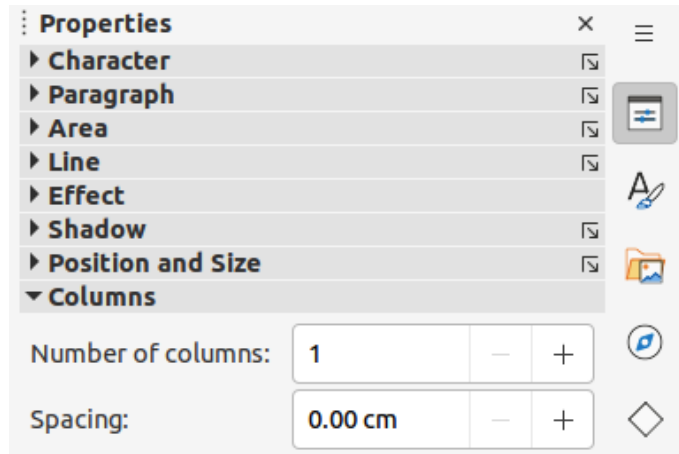 Properties
Character
Paragraph
Area
Line
Effect
Shadow
Position and Size
Columns
Number of columns: 1
Spacing: 0.00 cm